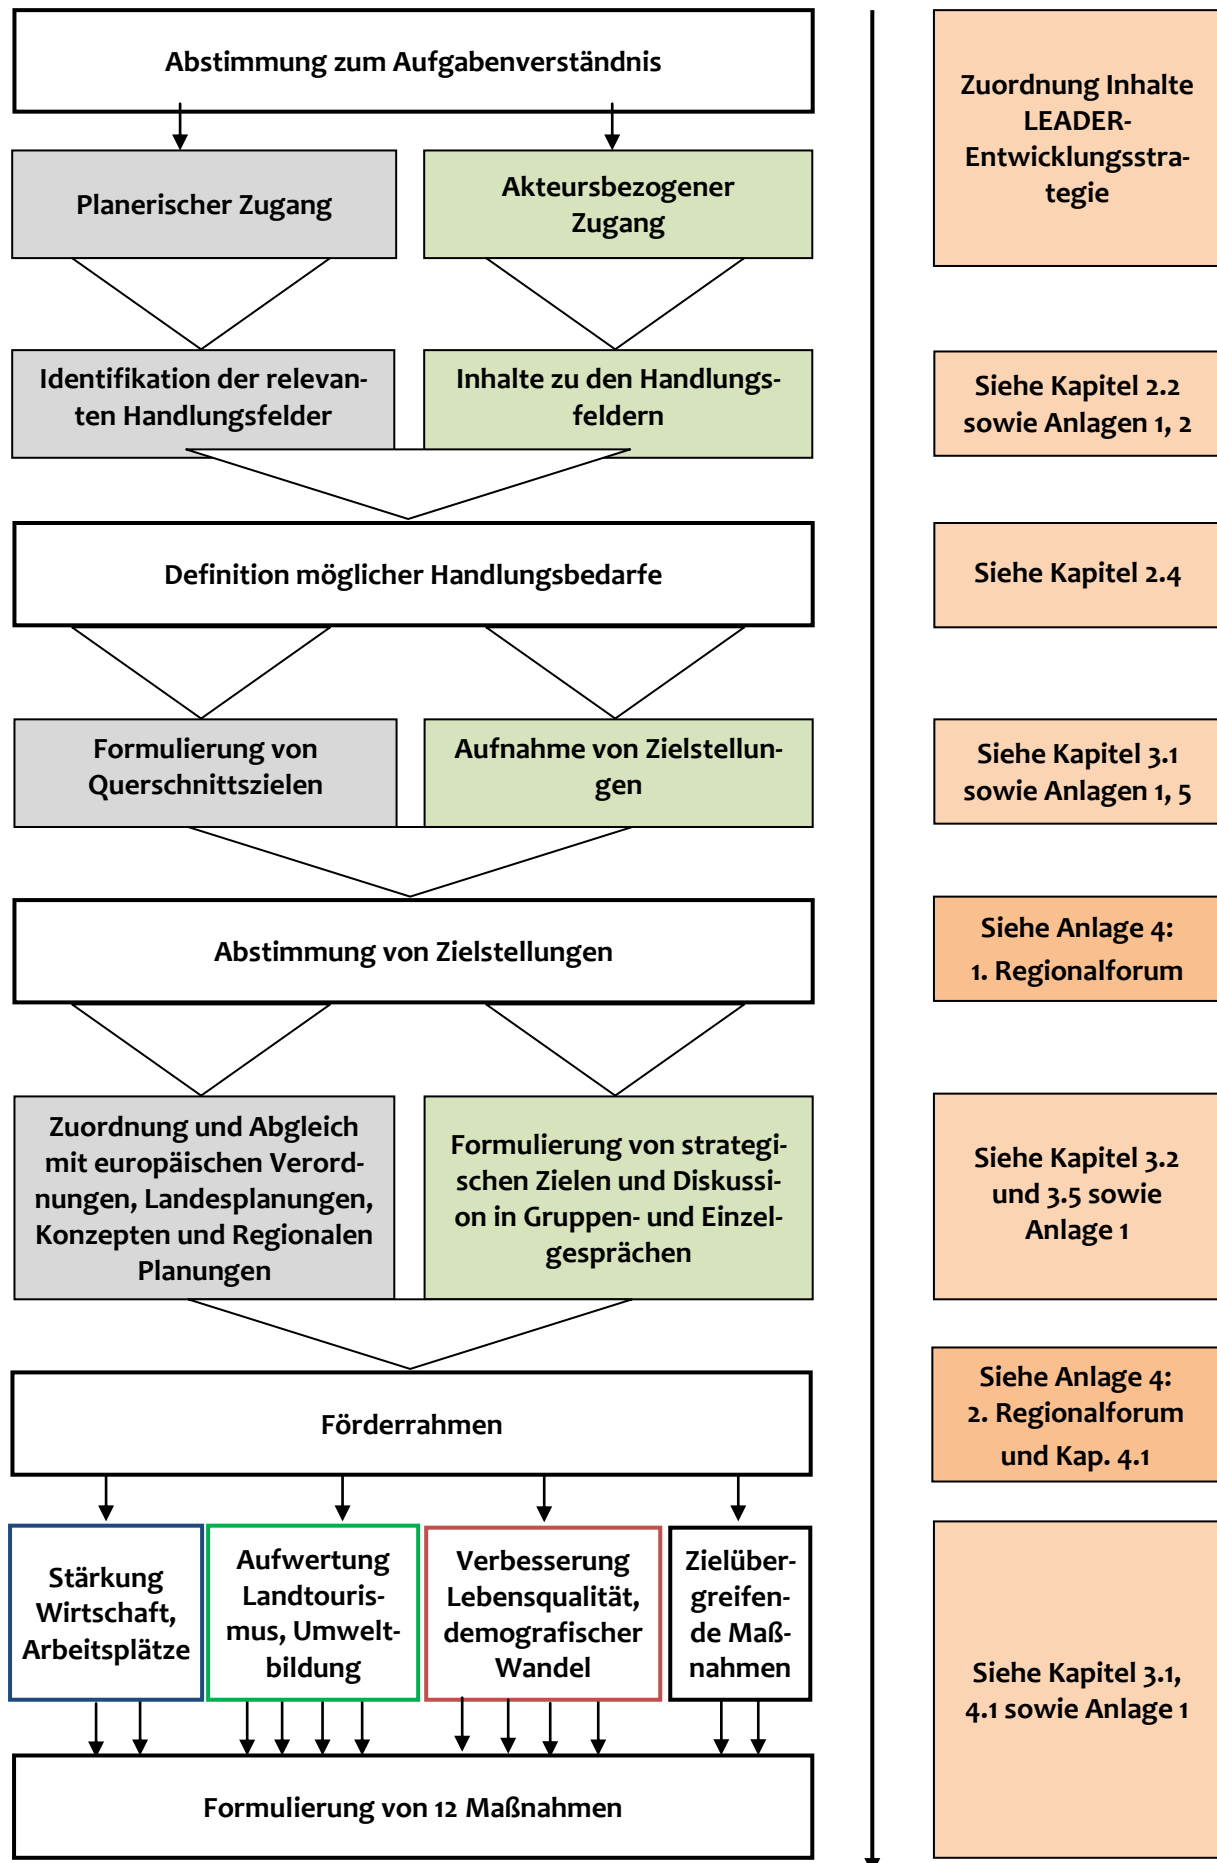 Abstimmung zum Aufgabenverständnis
Zuordnung Inhalte
LEADER-
Entwicklungsstra-
tegie
Planerischer Zugang
Akteursbezogener
Zugang
Identifikation der relevan-
ten Handlungsfelder
Inhalte zu den Handlungs-
feldern
Siehe Kapitel 2.2
sowie Anlagen 1, 2
Definition möglicher Handlungsbedarfe
Siehe Kapitel 2.4
Formulierung von
Querschnittszielen
Aufnahme von Zielstellun-
gen
Siehe Kapitel 3.1
sowie Anlagen 1, 5
Abstimmung von Zielstellungen
Siehe Anlage 4:
1. Regionalforum
Zuordnung und Abgleich
mit europäischen Verord-
nungen, Landesplanungen,
Konzepten und Regionalen
Planungen
Formulierung von strategi-
schen Zielen und Diskussi-
on in Gruppen- und Einzel-
gesprächen
Siehe Kapitel 3.2
und 3.5 sowie
Anlage 1
Förderrahmen
Siehe Anlage 4:
2. Regionalforum
und Kap. 4.1
Stärkung
Wirtschaft,
Arbeitsplätze
Aufwertung
Landtouris-
mus, Umwelt-
bildung
Verbesserung
Lebensqualität,
demografischer
Wandel
Zielüber-
greifen-
de Maß-
nahmen
Siehe Kapitel 3.1,
4.1 sowie Anlage 1
Formulierung von 12 Maßnahmen